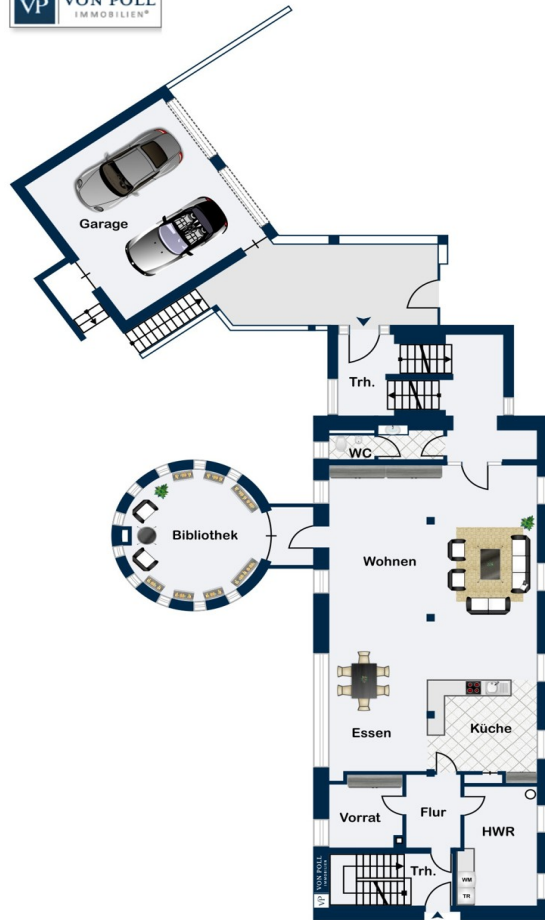 VP VON POLL
IMMOBILIEN®
Garage
Trh.
WC
Bibliothek
Wohnen
Essen
Küche
Vorrat
Flur
HWR
Trh.
WM
TR
VP VON POLL
IMMOBILIEN